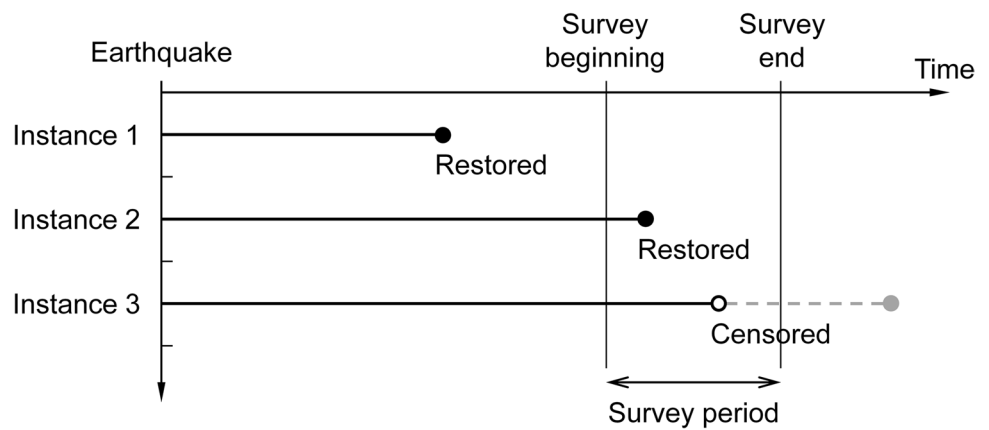 Survey
beginning
Survey
end
Earthquake
Time
Instance 1
Restored
Instance 2
Restored
Instance 3
Censored
Survey period